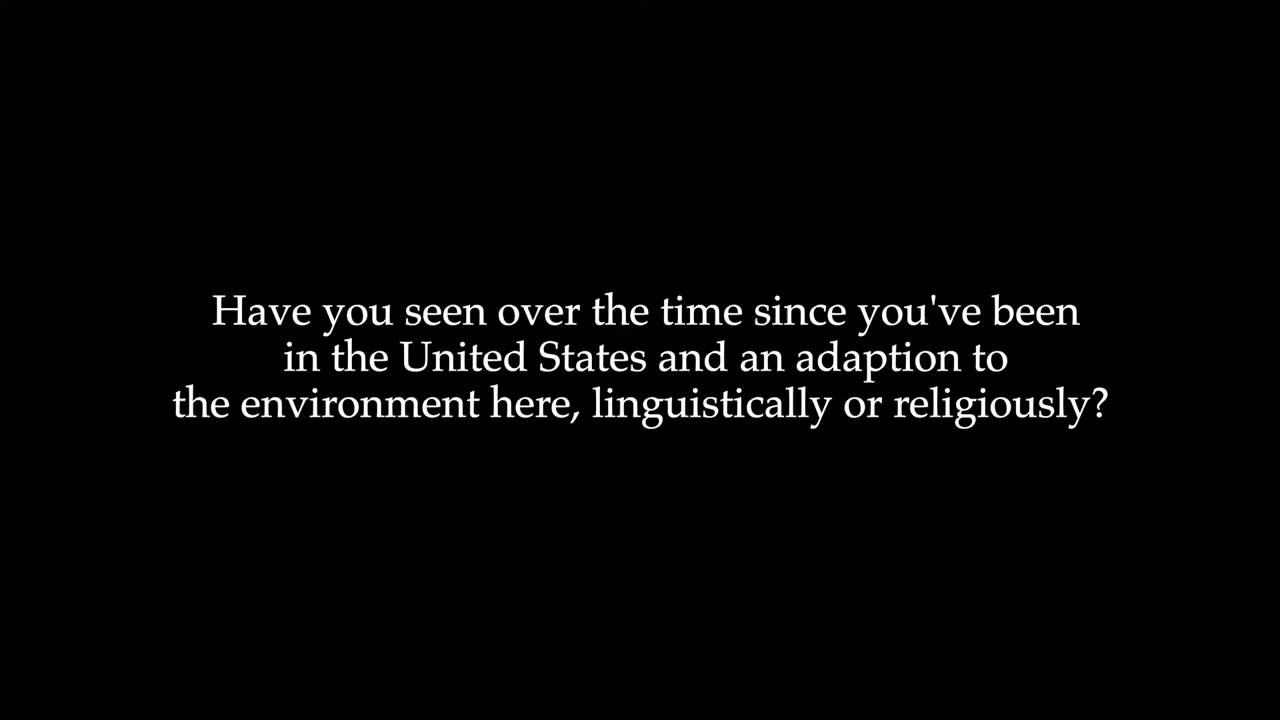 Have you seen over the time since you've been
in the United States and an adaption to
the environment here, linguistically or religiously?